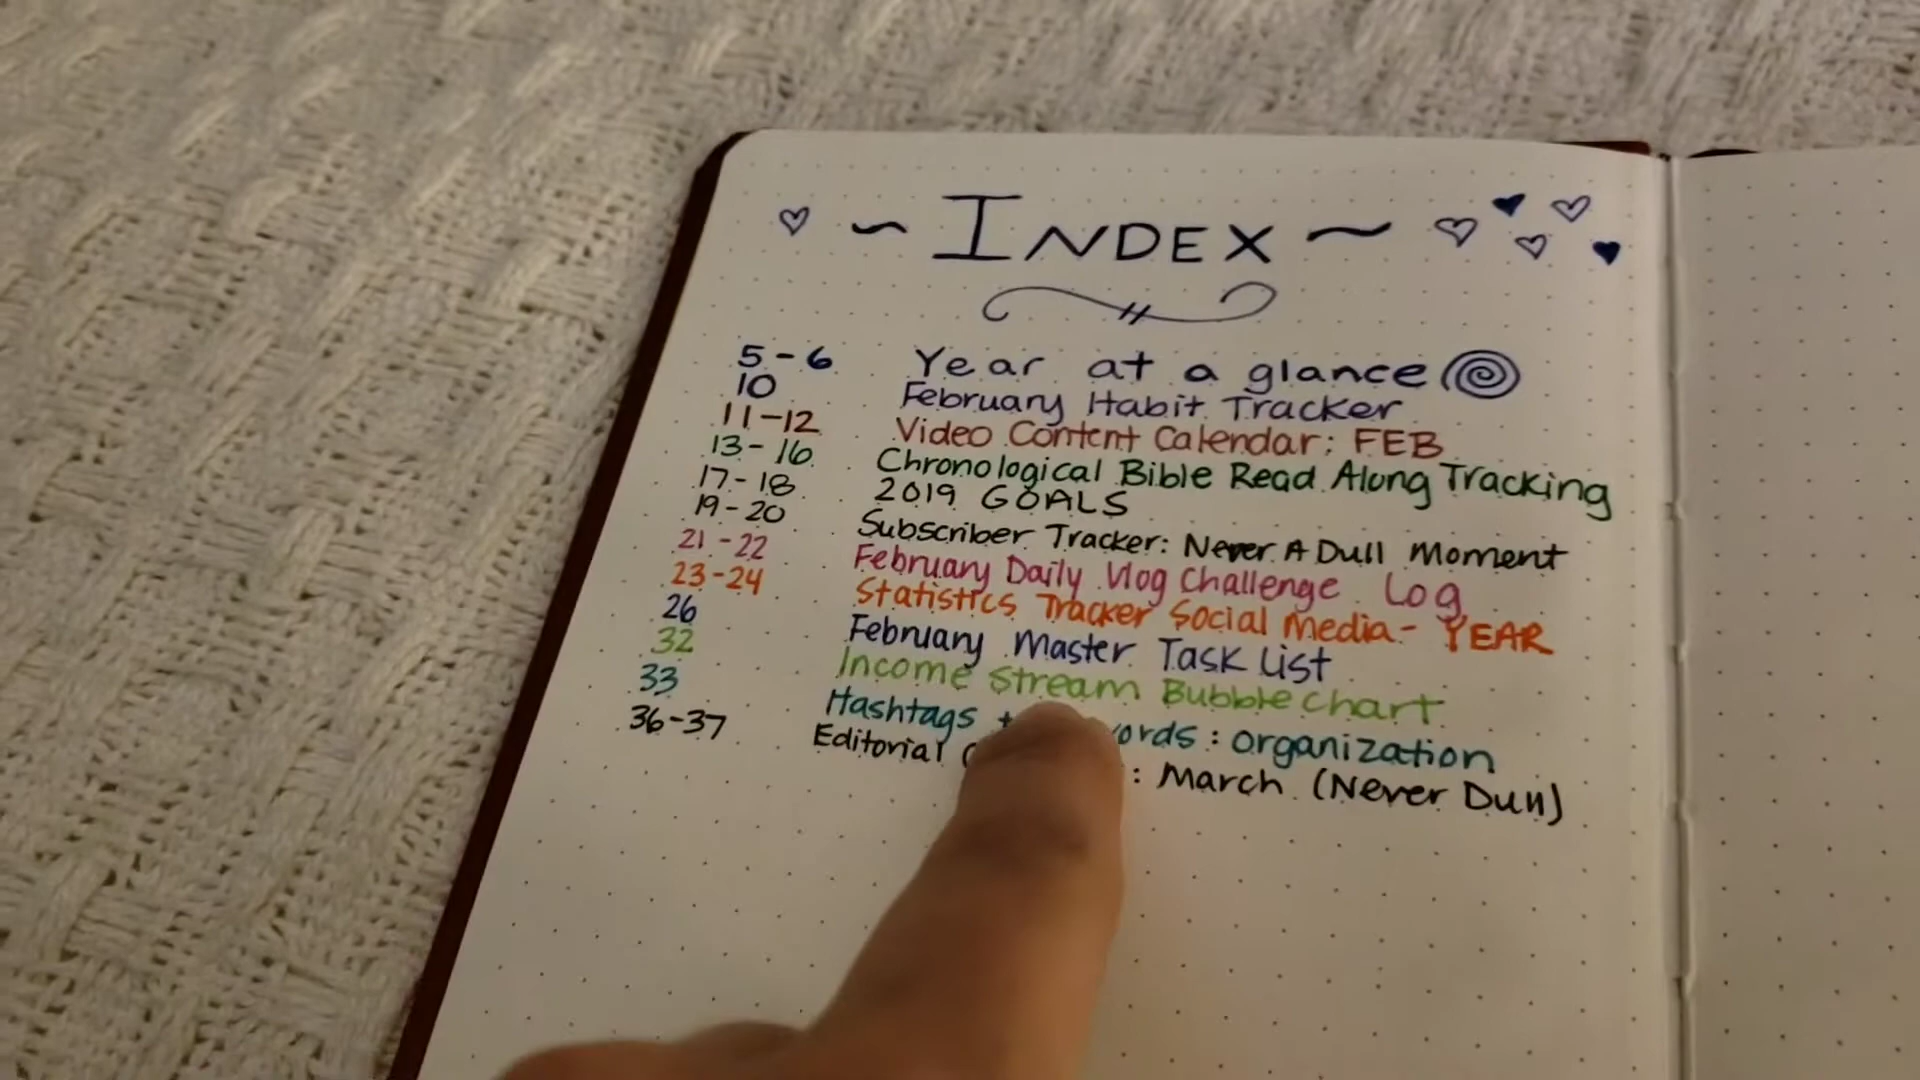 ~ INDEX ~
5-6 Year at a glance
10 February Habit Tracker
11-12 Video Content Calendar: FEB
13-16 Chronological Bible Read Along Tracking
17-18 2019 GOALS
19-20 Subscriber Tracker: Never A Dull Moment
21-22 February Daily Vlog Challenge Log
23-24 Statistics Tracker Social Media - YEAR
26 February Master Task List
32 Income Stream Bubble Chart
33 Hashtags : organization
36-37 Editorial : March (Never Dull)